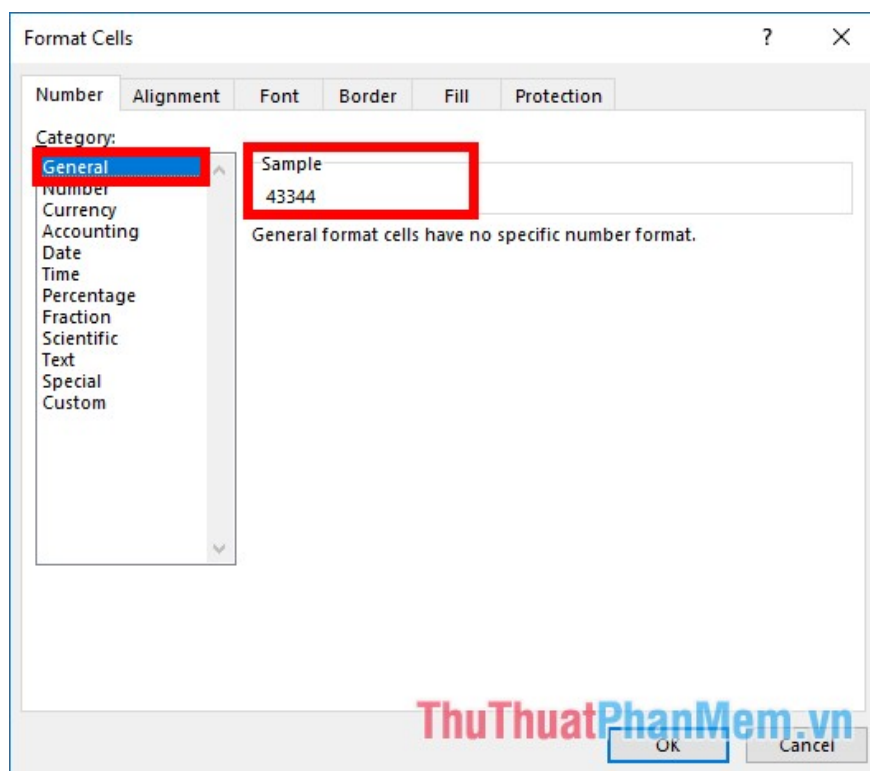 Format Cells
?
Number Alignment Font Border Fill Protection
Category:
General
Number
Currency
Accounting
Date
Time
Percentage
Fraction
Scientific
Text
Special
Custom
Sample
43344
General format cells have no specific number format.
ThuThuatPhanMem.vn
OK Cancel